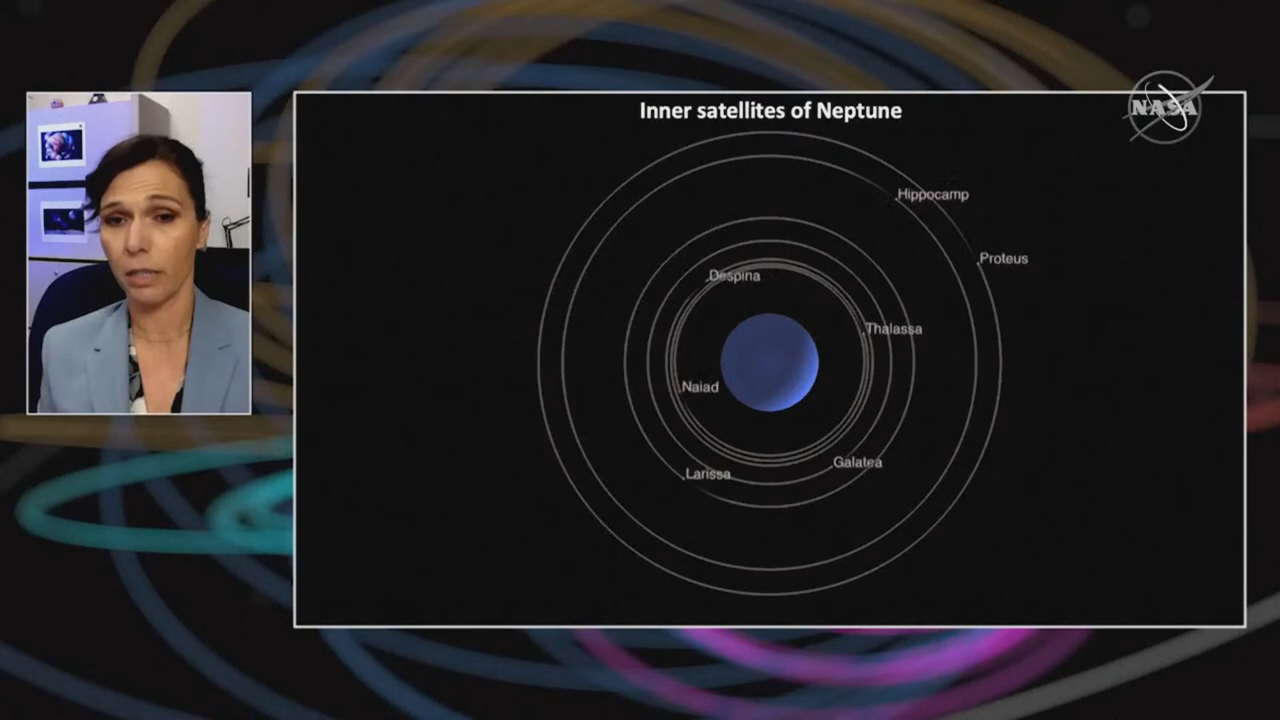 Inner satellites of Neptune
NASA
Hippocamp
Proteus
Despina
Thalassa
Naiad
Galatea
Larissa